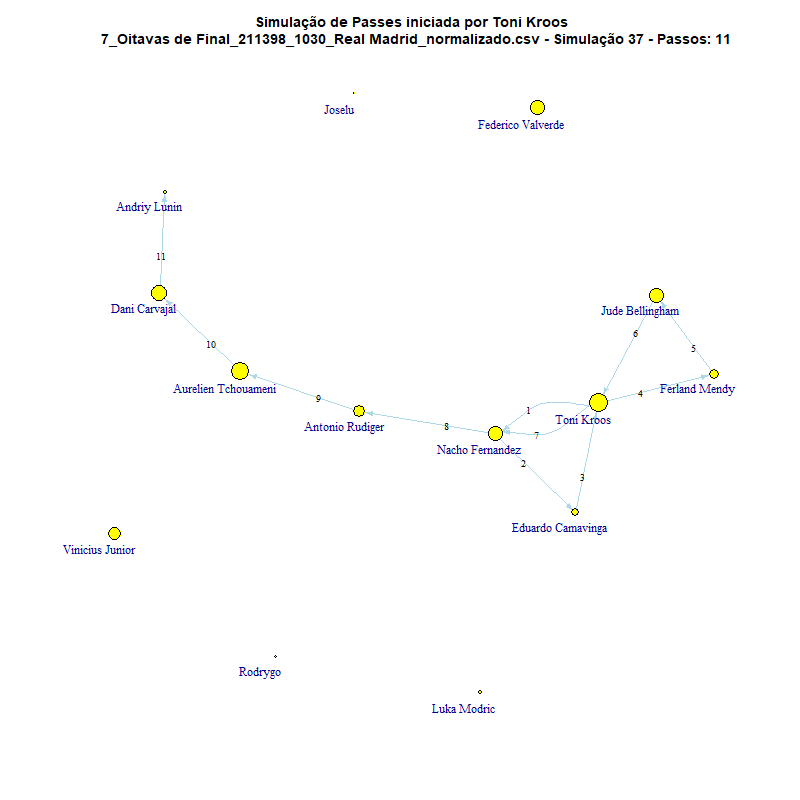 Simulação de Passes iniciada por Toni Kroos
7_Oitavas de Final_211398_1030_Real Madrid_normalizado.csv - Simulação 37 - Passos: 11
Joselu
Federico Valverde
Andriy Lunin
11
Dani Carvajal
Jude Bellingham
6
10
5
Aurelien Tchouameni
Ferland Mendy
4
9
1
Toni Kroos
Antonio Rudiger
8
7
Nacho Fernandez
2
3
Eduardo Camavinga
Vinicius Junior
Rodrygo
Luka Modric